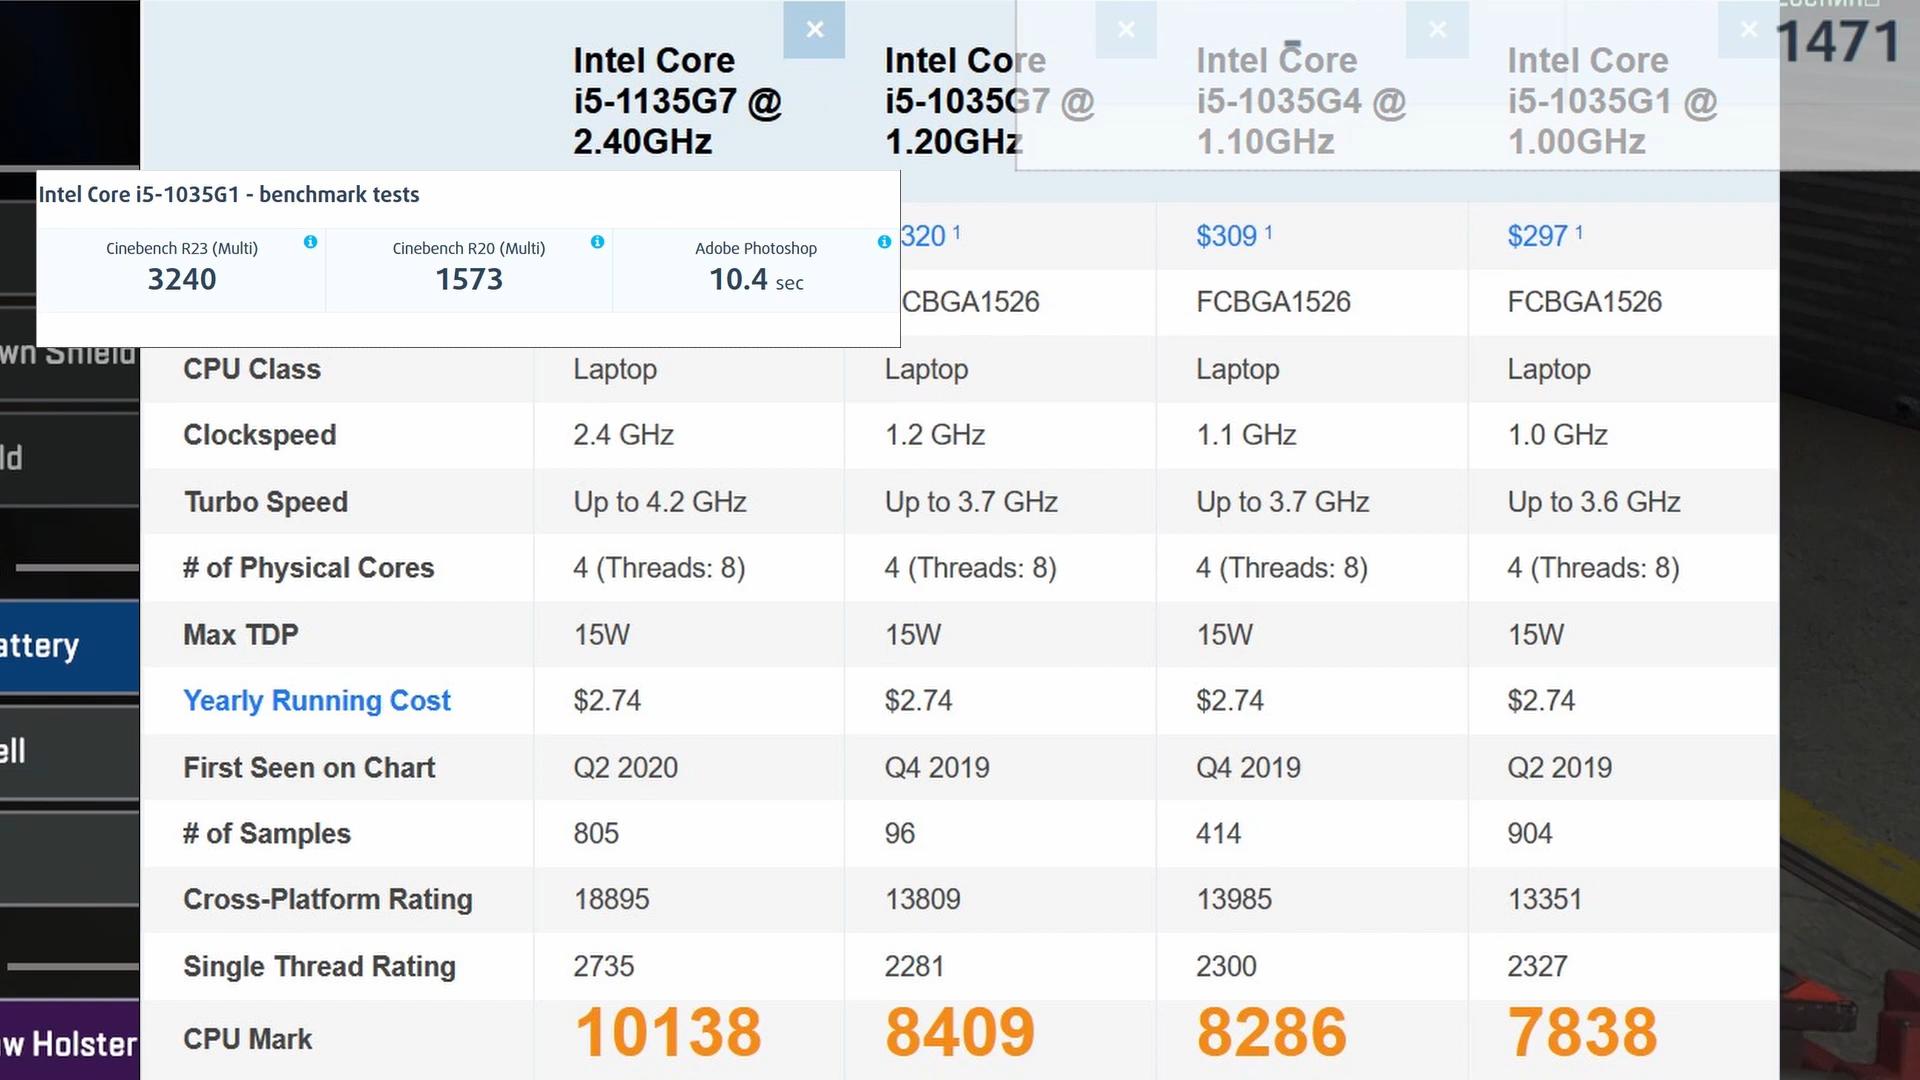 1471
Intel Core
i5-1135G7 @
2.40GHz
Intel Core
i5-1035G7 @
1.20GHz
Intel Core
i5-1035G4 @
1.10GHz
Intel Core
i5-1035G1 @
1.00GHz
Intel Core i5-1035G1 - benchmark tests
Cinebench R23 (Multi)
3240
Cinebench R20 (Multi)
1573
Adobe Photoshop
10.4 sec
320 1 $309 1 $297 1
CBGA1526 FCBGA1526 FCBGA1526
wn Shield
CPU Class Laptop Laptop Laptop Laptop
Clockspeed 2.4 GHz 1.2 GHz 1.1 GHz 1.0 GHz
ld
Turbo Speed Up to 4.2 GHz Up to 3.7 GHz Up to 3.7 GHz Up to 3.6 GHz
# of Physical Cores 4 (Threads: 8) 4 (Threads: 8) 4 (Threads: 8) 4 (Threads: 8)
Max TDP 15W 15W 15W 15W
attery
Yearly Running Cost $2.74 $2.74 $2.74 $2.74
ell
First Seen on Chart Q2 2020 Q4 2019 Q4 2019 Q2 2019
# of Samples 805 96 414 904
Cross-Platform Rating 18895 13809 13985 13351
Single Thread Rating 2735 2281 2300 2327
CPU Mark 10138 8409 8286 7838
aw Holster